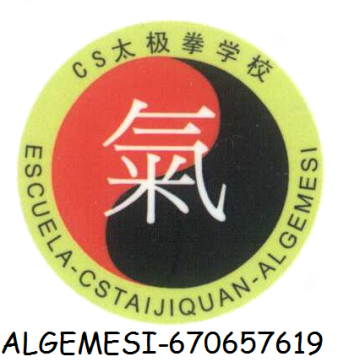 CS太极拳学校
氣
ESCUELA-CSTAIJIQUAN-ALGEMESI
ALGEMESI-670657619